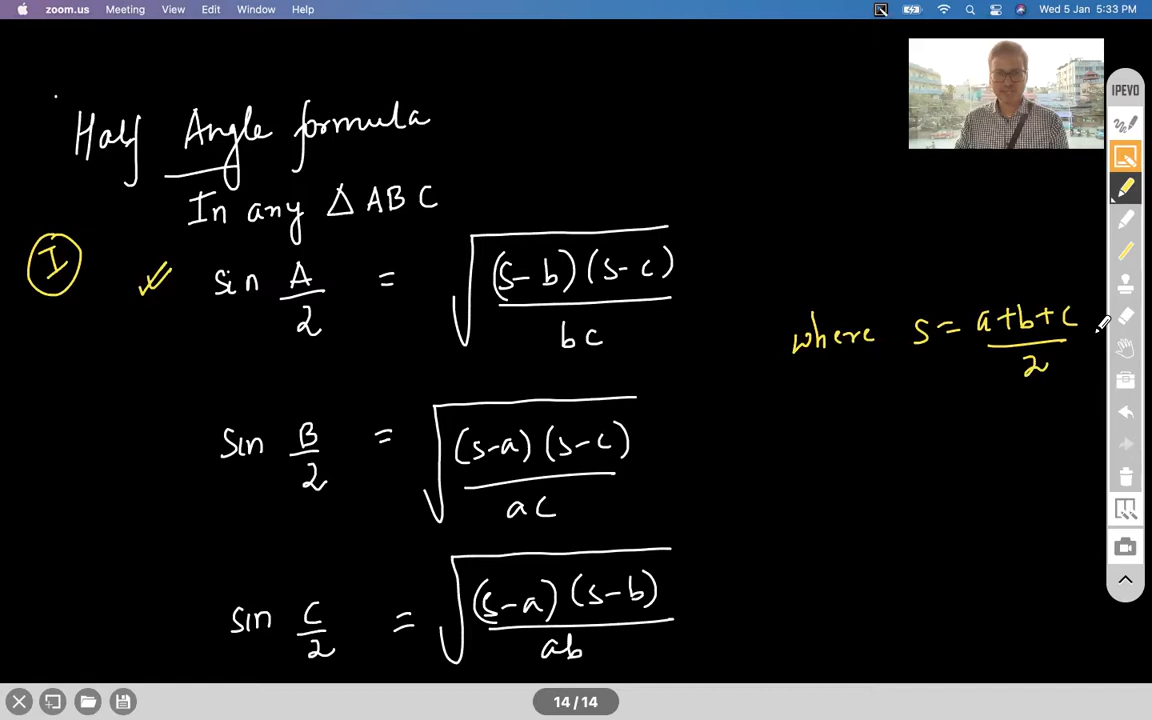 zoom.us Meeting View Edit Window Help Wed 5 Jan 5:33 PM
IPEVO
Half Angle formula
In any △ ABC
I ✓ sin A/2 = √((s-b)(s-c)/bc)
where s = a+b+c/2
sin B/2 = √((s-a)(s-c)/ac)
sin C/2 = √((s-a)(s-b)/ab)
14 / 14